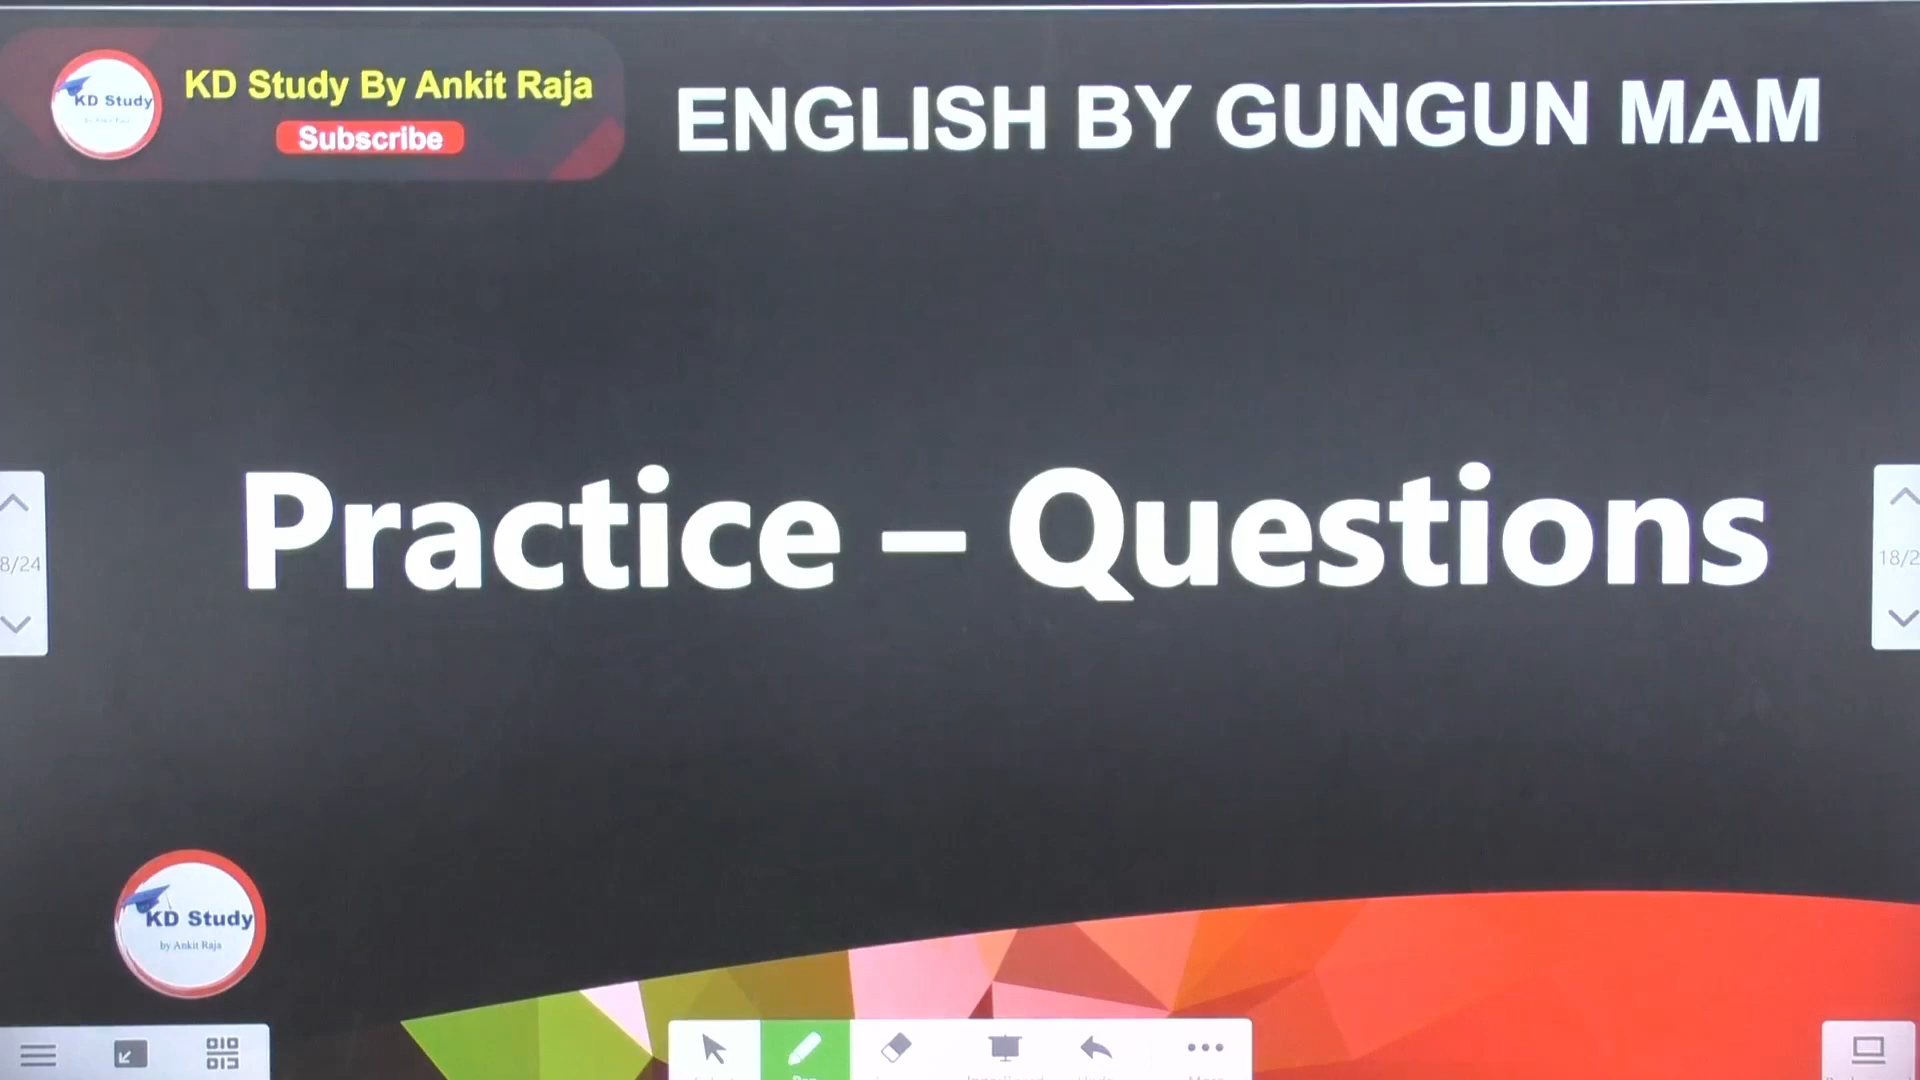 KD Study By Ankit Raja
Subscribe
KD Study
ENGLISH BY GUNGUN MAM
Practice – Questions
8/24
18/2
KD Study
by Ankit Raja